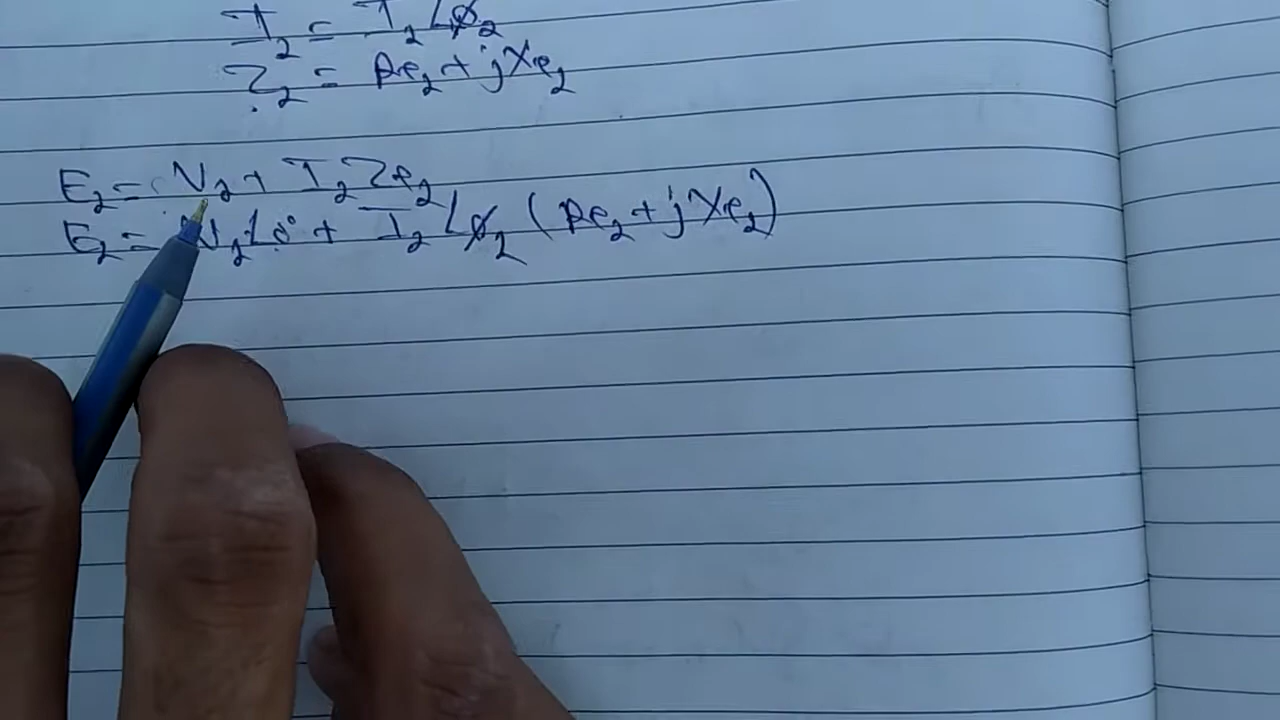 I₂ = I₂∠φ₂
Z₂ = Re₂ + jXe₂
E₂ = V₂ + I₂Ze₂
E₂ = V₂∠0° + I₂∠φ₂ (Re₂ + jXe₂)